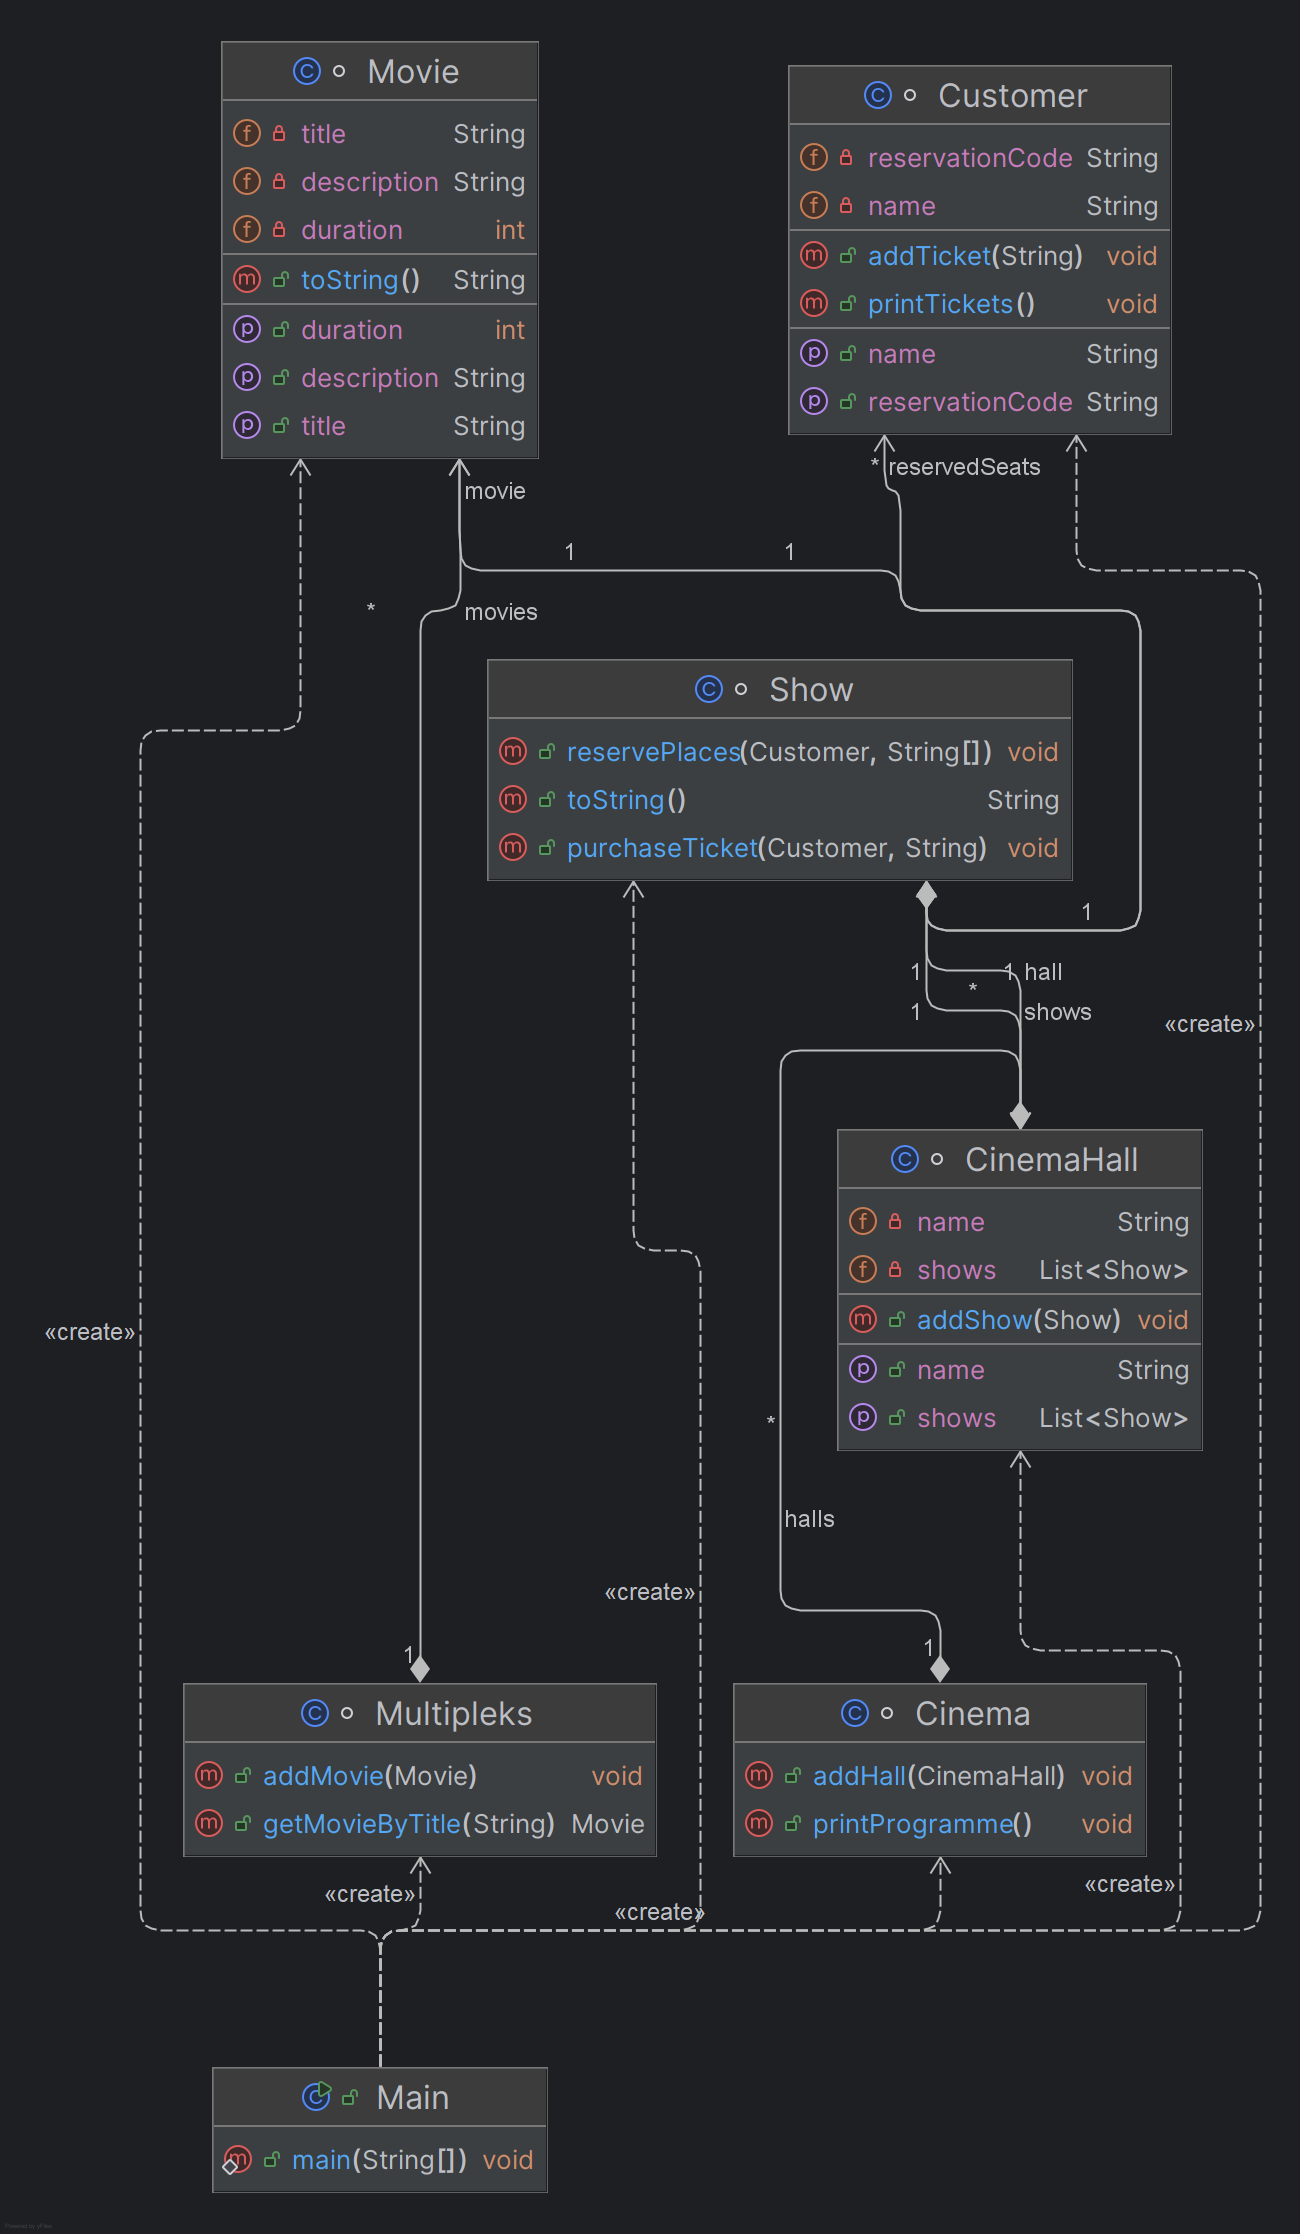 Movie
title String
description String
duration int
toString() String
duration int
description String
title String
Customer
reservationCode String
name String
addTicket(String) void
printTickets() void
name String
reservationCode String
movie
* reservedSeats
1 1
* movies
Show
reservePlaces(Customer, String[]) void
toString() String
purchaseTicket(Customer, String) void
1
1 1 hall
*
1 shows
«create»
CinemaHall
name String
shows List<Show>
addShow(Show) void
name String
shows List<Show>
«create»
*
halls
«create»
1 1
Multipleks
addMovie(Movie) void
getMovieByTitle(String) Movie
Cinema
addHall(CinemaHall) void
printProgramme() void
«create» «create» «create»
Main
main(String[]) void
Powered by yFiles